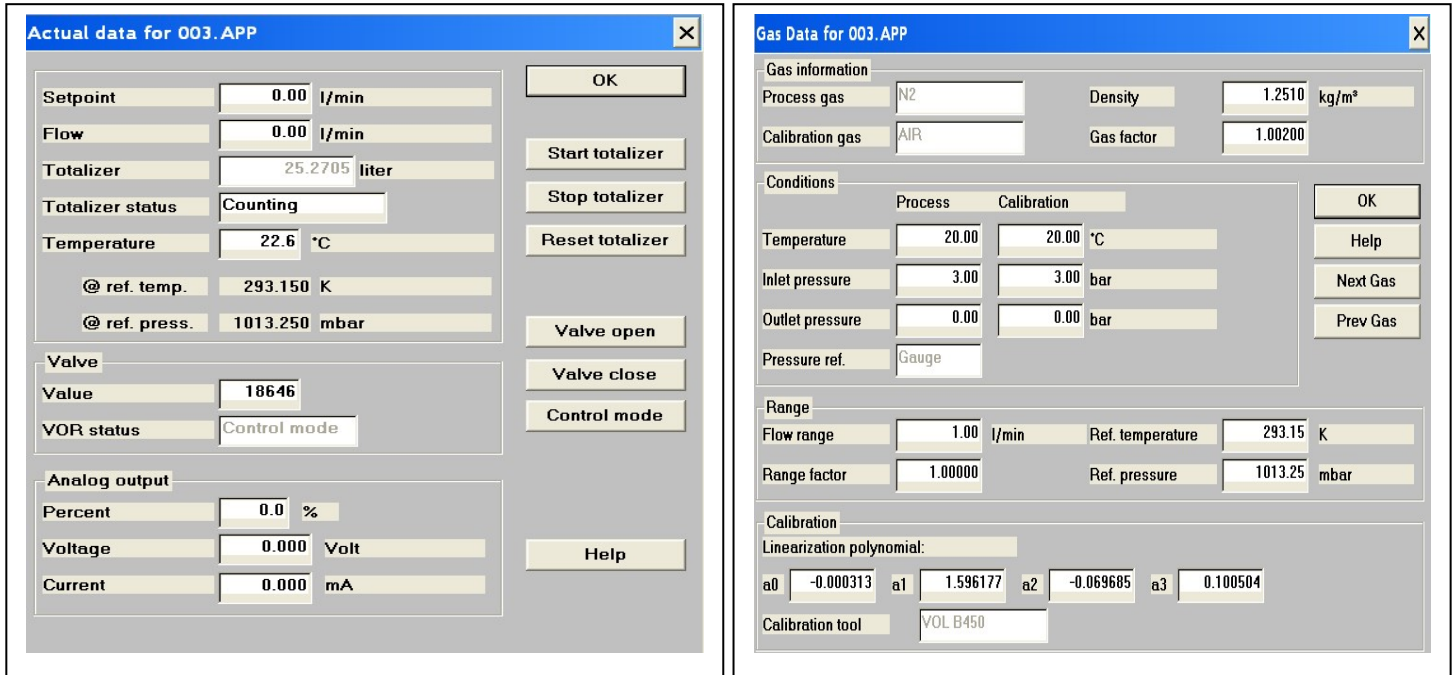 Actual data for 003.APP
Setpoint 0.00 l/min
Flow 0.00 l/min
Totalizer 25.2705 liter
Totalizer status Counting
Temperature 22.6 °C
@ ref. temp. 293.150 K
@ ref. press. 1013.250 mbar
Valve
Value 18646
VOR status Control mode
Analog output
Percent 0.0 %
Voltage 0.000 Volt
Current 0.000 mA
OK
Start totalizer
Stop totalizer
Reset totalizer
Valve open
Valve close
Control mode
Help
Gas Data for 003.APP
Gas information
Process gas N2 Density 1.2510 kg/m³
Calibration gas AIR Gas factor 1.00200
Conditions
Process Calibration
Temperature 20.00 20.00 °C
Inlet pressure 3.00 3.00 bar
Outlet pressure 0.00 0.00 bar
Pressure ref. Gauge
OK
Help
Next Gas
Prev Gas
Range
Flow range 1.00 l/min Ref. temperature 293.15 K
Range factor 1.00000 Ref. pressure 1013.25 mbar
Calibration
Linearization polynomial:
a0 -0.000313 a1 1.596177 a2 -0.069685 a3 0.100504
Calibration tool VOL B450